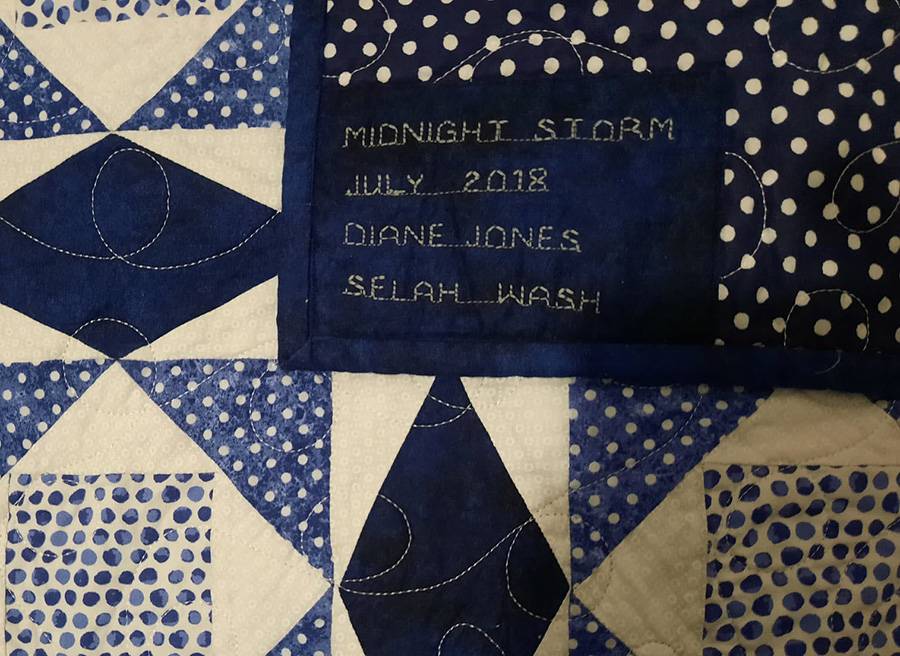 MIDNIGHT STORM
JULY 2018
DIANE JONES
SELAH WASH